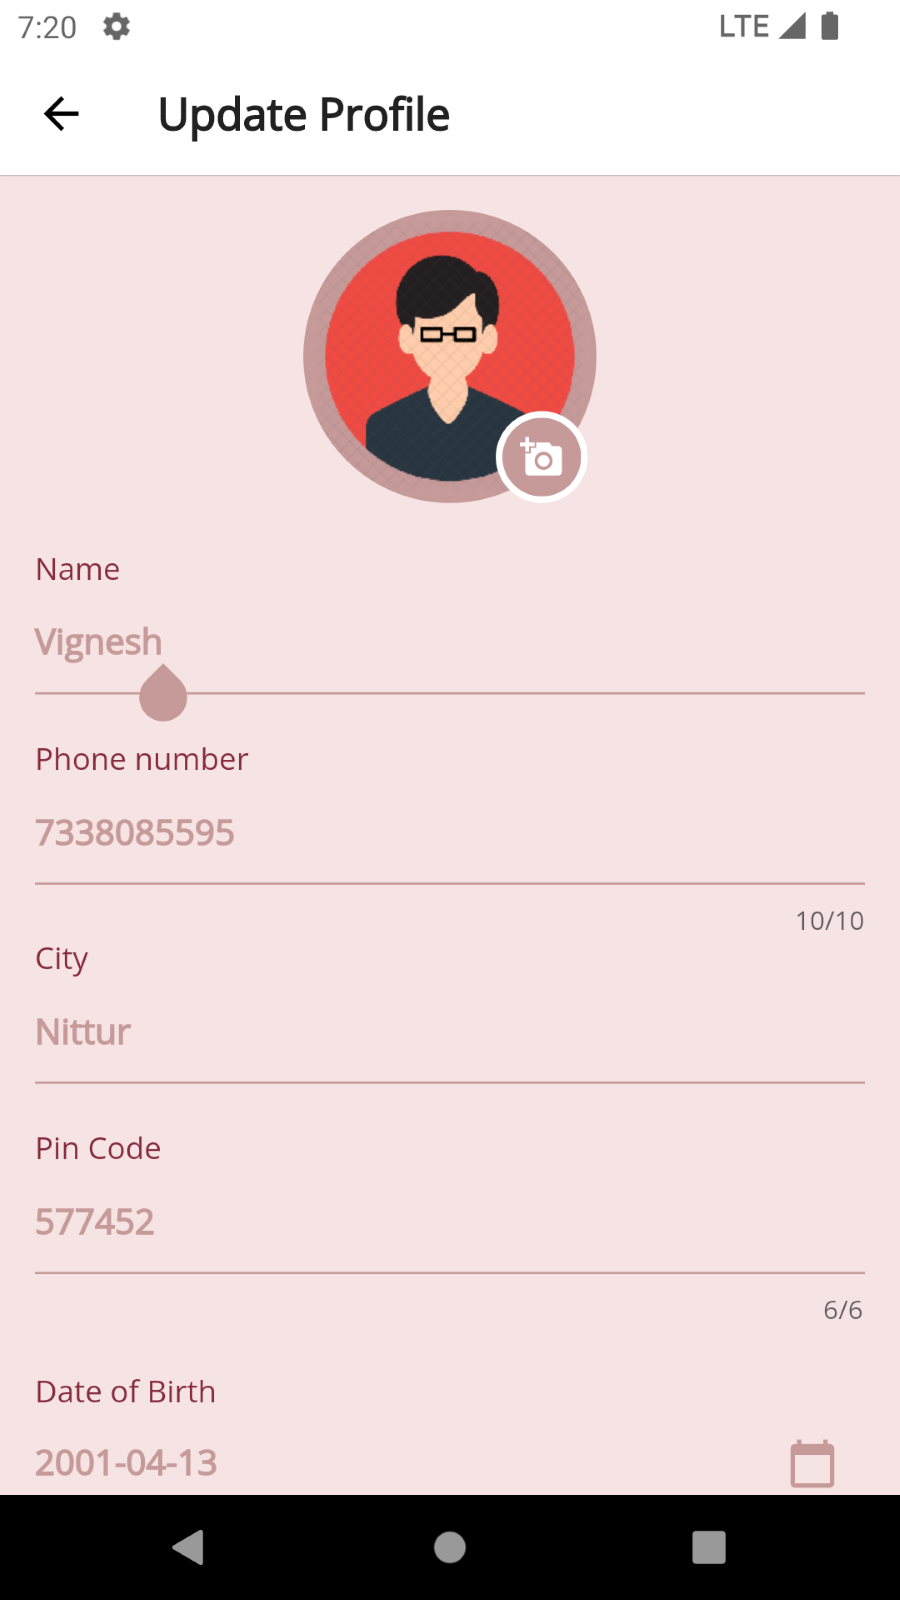 7:20 LTE
Update Profile
Name
Vignesh
Phone number
7338085595
10/10
City
Nittur
Pin Code
577452
6/6
Date of Birth
2001-04-13